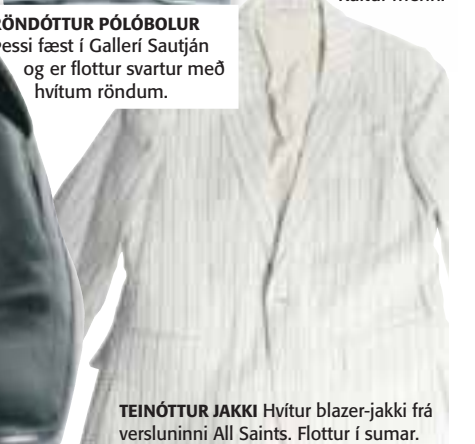 RÖNDÓTTUR PÓLÓBOLUR
Þessi fæst í Gallerí Sautján
og er flottur svartur með
hvítum röndum.
TEINÓTTUR JAKKI Hvítur blazer-jakki frá
versluninni All Saints. Flottur í sumar.